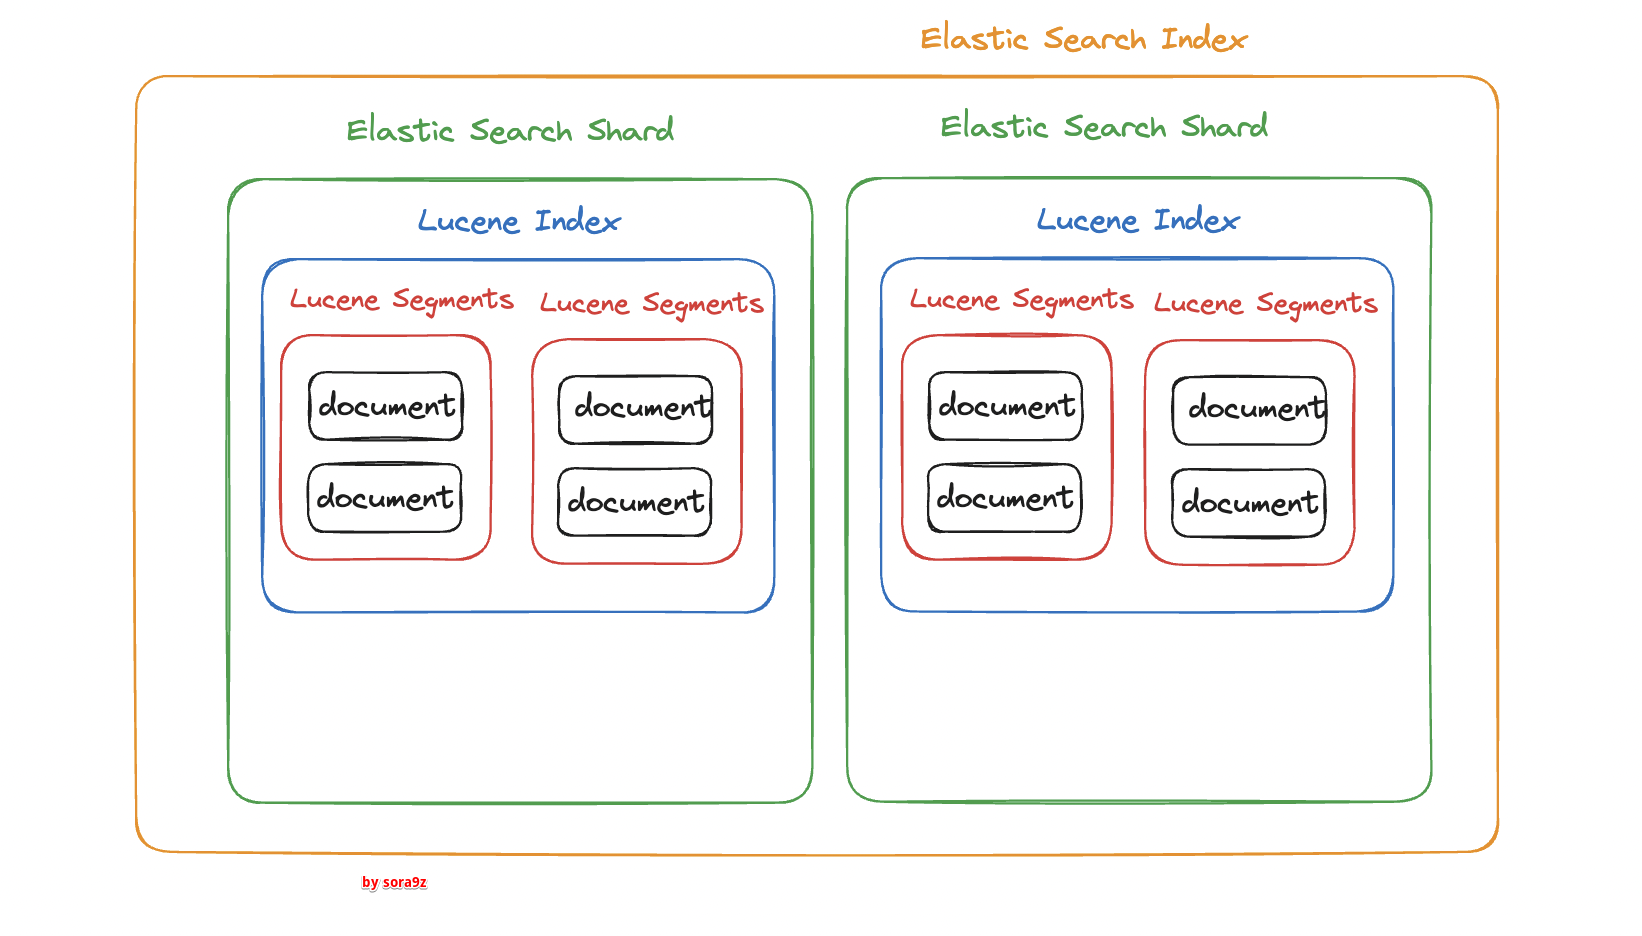 Elastic Search Index
Elastic Search Shard
Elastic Search Shard
Lucene Index
Lucene Index
Lucene Segments
Lucene Segments
Lucene Segments
Lucene Segments
document
document
document
document
document
document
document
document
by sora9z